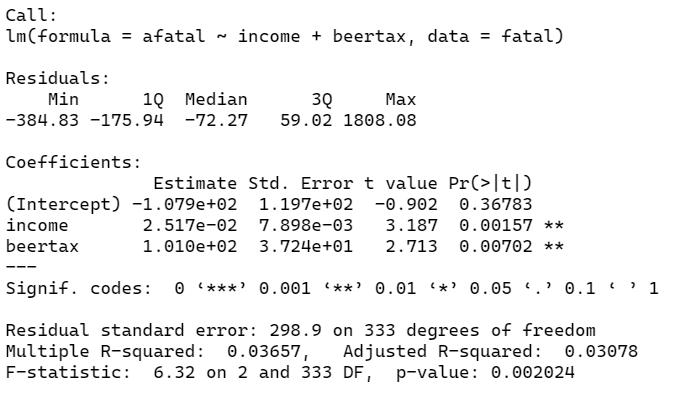 Call:
lm(formula = afatal ~ income + beertax, data = fatal)
Residuals:
    Min      1Q  Median      3Q     Max
-384.83 -175.94  -72.27   59.02 1808.08
Coefficients:
              Estimate Std. Error t value Pr(>|t|)
(Intercept) -1.079e+02  1.197e+02  -0.902  0.36783
income       2.517e-02  7.898e-03   3.187  0.00157 **
beertax      1.010e+02  3.724e+01   2.713  0.00702 **
---
Signif. codes:  0 ‘***’ 0.001 ‘**’ 0.01 ‘*’ 0.05 ‘.’ 0.1 ‘ ’ 1
Residual standard error: 298.9 on 333 degrees of freedom
Multiple R-squared:  0.03657,   Adjusted R-squared:  0.03078
F-statistic:  6.32 on 2 and 333 DF,  p-value: 0.002024